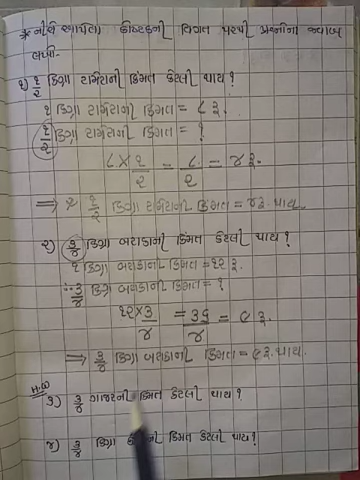 * નીચે આપેલા કોષ્ટકની વિગત પરથી પ્રશ્નોના જવાબ
લખો.
૧) ૧/૨ કિગ્રા ટામેટાની કિંમત કેટલી થાય?
૧ કિગ્રા ટામેટાની કિંમત = ૮ રૂ.
૧/૨ કિગ્રા ટામેટાની કિંમત = ?
૮ × ૧/૨ = ૮/૨ = ૪ રૂ.
⇒ ૧/૨ કિગ્રા ટામેટાની કિંમત = ૪ રૂ. થાય.
૨) ૩/૪ કિગ્રા બટાકાની કિંમત કેટલી થાય?
૧ કિગ્રા બટાકાની કિંમત = ૧૨ રૂ.
∴ ૩/૪ કિગ્રા બટાકાની કિંમત = ?
૧૨ × ૩/૪ = ૩૬/૪ = ૯ રૂ.
⇒ ૩/૪ કિગ્રા બટાકાની કિંમત = ૯ રૂ. થાય.
H.W
૩) ૩/૪ ગાજરની કિંમત કેટલી થાય?
૪) ૩/૪ કિગ્રા કિંમત કેટલી થાય?